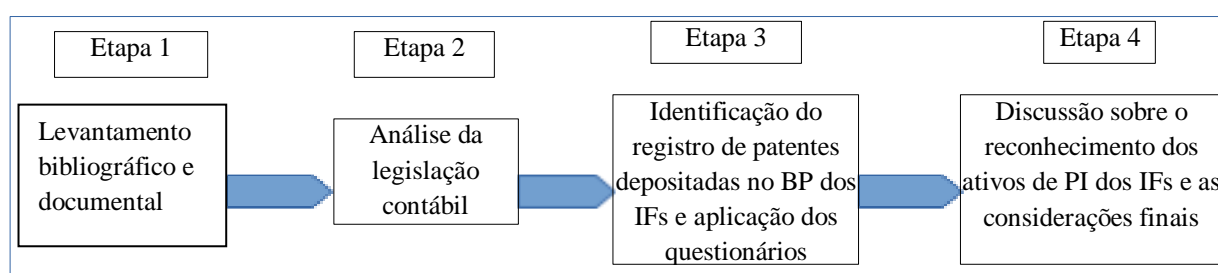 Etapa 1
Levantamento
bibliográfico e
documental
Etapa 2
Análise da
legislação
contábil
Etapa 3
Identificação do
registro de patentes
depositadas no BP dos
IFs e aplicação dos
questionários
Etapa 4
Discussão sobre o
reconhecimento dos
ativos de PI dos IFs e as
considerações finais